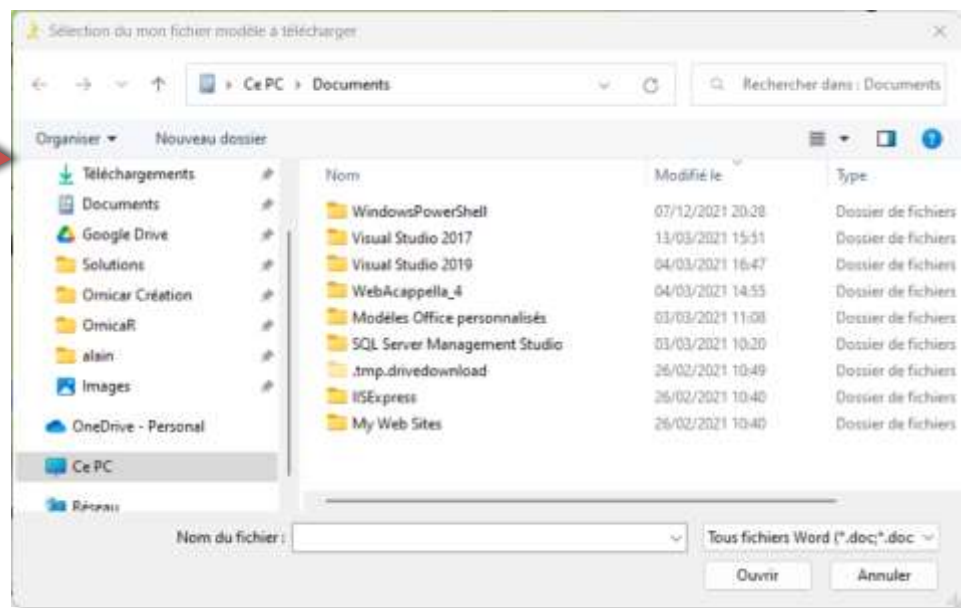 Sélection du mon fichier modèle à télécharger
Ce PC > Documents
Rechercher dans : Documents
Organiser
Nouveau dossier
Téléchargements
Documents
Google Drive
Solutions
Ornicar Création
OrnicaR
alain
Images
OneDrive - Personal
Ce PC
Réseau
Nom Modifié le Type
WindowsPowerShell 07/12/2021 20:28 Dossier de fichiers
Visual Studio 2017 13/03/2021 15:51 Dossier de fichiers
Visual Studio 2019 04/03/2021 16:47 Dossier de fichiers
WebAcappella_4 04/03/2021 14:55 Dossier de fichiers
Modèles Office personnalisés 03/03/2021 11:08 Dossier de fichiers
SQL Server Management Studio 03/03/2021 10:20 Dossier de fichiers
.tmp.drivedownload 26/02/2021 10:49 Dossier de fichiers
IISExpress 26/02/2021 10:40 Dossier de fichiers
My Web Sites 26/02/2021 10:40 Dossier de fichiers
Nom du fichier :
Tous fichiers Word (*.doc;*.doc
Ouvrir
Annuler